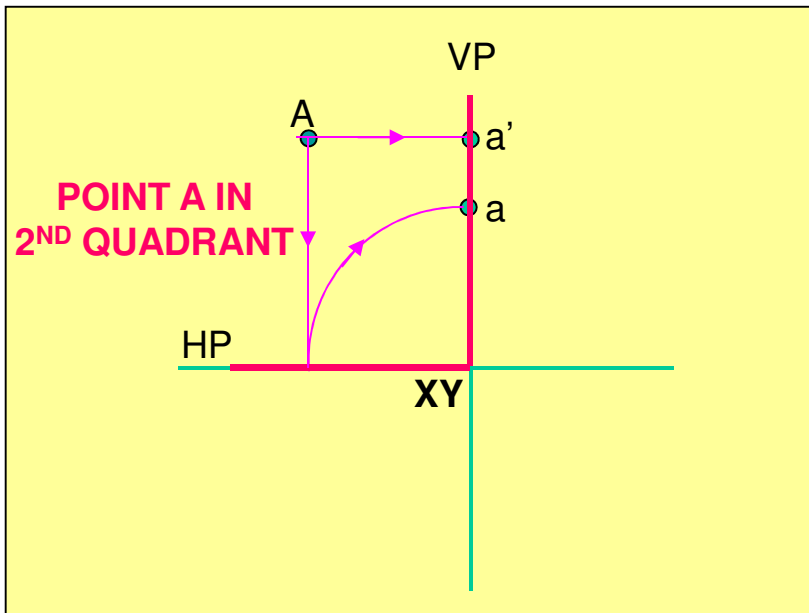 VP
A
a’
POINT A IN
2ND QUADRANT
a
HP
XY